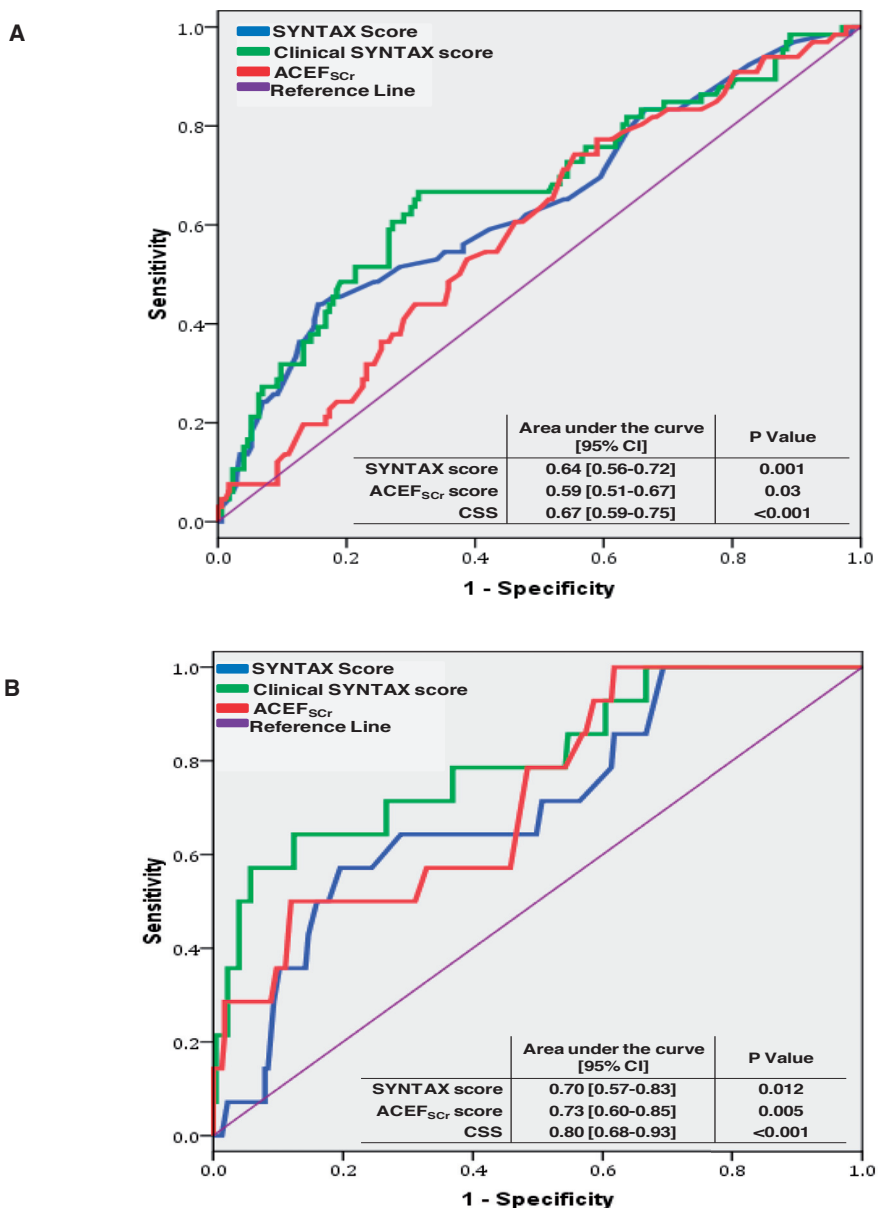 A
SYNTAX Score
Clinical SYNTAX score
ACEFSCr
Reference Line
1.0
0.8
0.6
0.4
0.2
0.0
Sensitivity
Area under the curve [95% CI] P Value
SYNTAX score 0.64 [0.56-0.72] 0.001
ACEFSCr score 0.59 [0.51-0.67] 0.03
CSS 0.67 [0.59-0.75] <0.001
0.0 0.2 0.4 0.6 0.8 1.0
1 - Specificity
B
SYNTAX Score
Clinical SYNTAX score
ACEFSCr
Reference Line
1.0
0.8
0.6
0.4
0.2
0.0
Sensitivity
Area under the curve [95% CI] P Value
SYNTAX score 0.70 [0.57-0.83] 0.012
ACEFSCr score 0.73 [0.60-0.85] 0.005
CSS 0.80 [0.68-0.93] <0.001
0.0 0.2 0.4 0.6 0.8 1.0
1 - Specificity